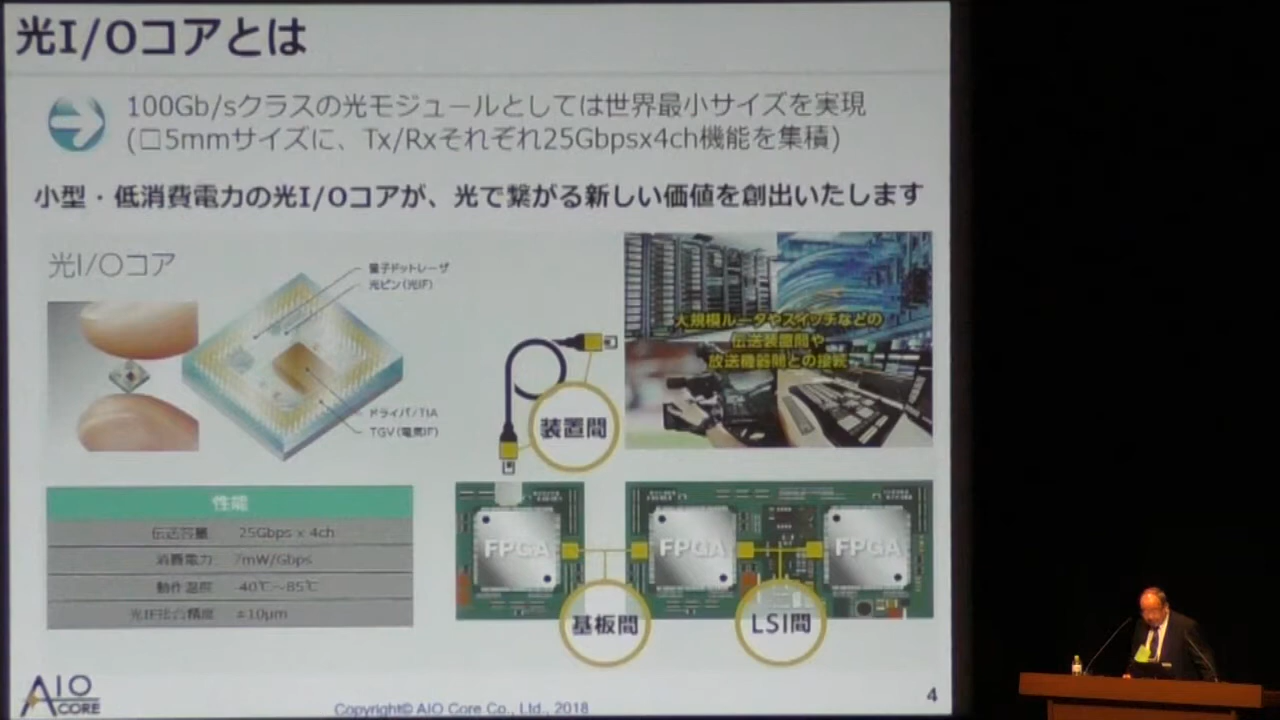 光I/Oコアとは
100Gb/sクラスの光モジュールとしては世界最小サイズを実現
(□5mmサイズに、Tx/Rxそれぞれ25Gbpsx4ch機能を集積)
小型・低消費電力の光I/Oコアが、光で繋がる新しい価値を創出いたします
光I/Oコア
量子ドットレーザ
光ピン(光IF)
ドライバ/TIA
TGV(電気IF)
大規模ルータやスイッチなどの
伝送装置間や
放送機器間との接続
装置間
性能
伝送容量 25Gbps x 4ch
消費電力 7mW/Gbps
動作温度 -40℃~85℃
光IF接合精度 ±10μm
FPGA
FPGA
FPGA
基板間
LSI間
AIO
CORE
Copyright© AIO Core Co., Ltd., 2018
4